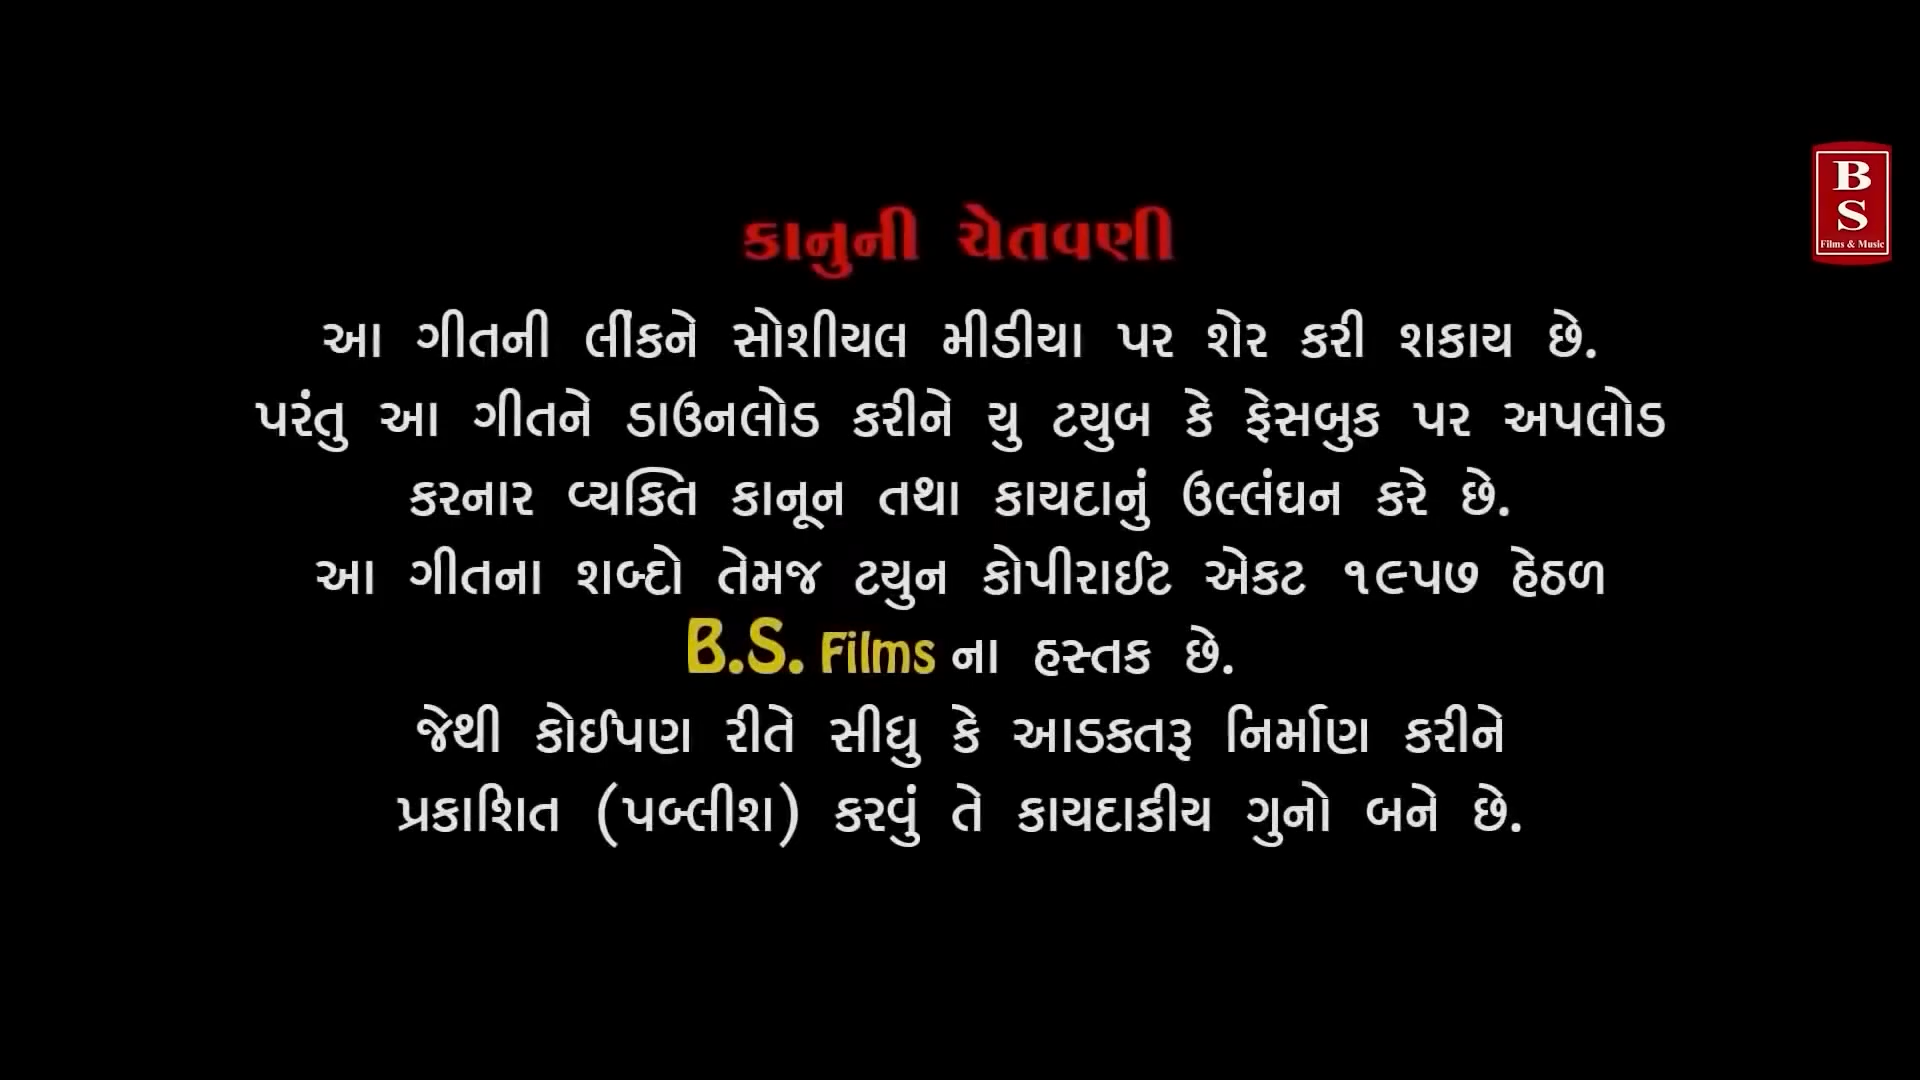 કાનુની ચેતવણી
આ ગીતની લીંકને સોશીયલ મીડીયા પર શેર કરી શકાય છે.
પરંતુ આ ગીતને ડાઉનલોડ કરીને યુ ટયુબ કે ફેસબુક પર અપલોડ
કરનાર વ્યક્તિ કાનૂન તથા કાયદાનું ઉલ્લંઘન કરે છે.
આ ગીતના શબ્દો તેમજ ટયુન કોપીરાઈટ એકટ ૧૯૫૭ હેઠળ
B.S. Films ના હસ્તક છે.
જેથી કોઈપણ રીતે સીધુ કે આડકતરૂ નિર્માણ કરીને
પ્રકાશિત (પબ્લીશ) કરવું તે કાયદાકીય ગુનો બને છે.
B
S
Films & Music